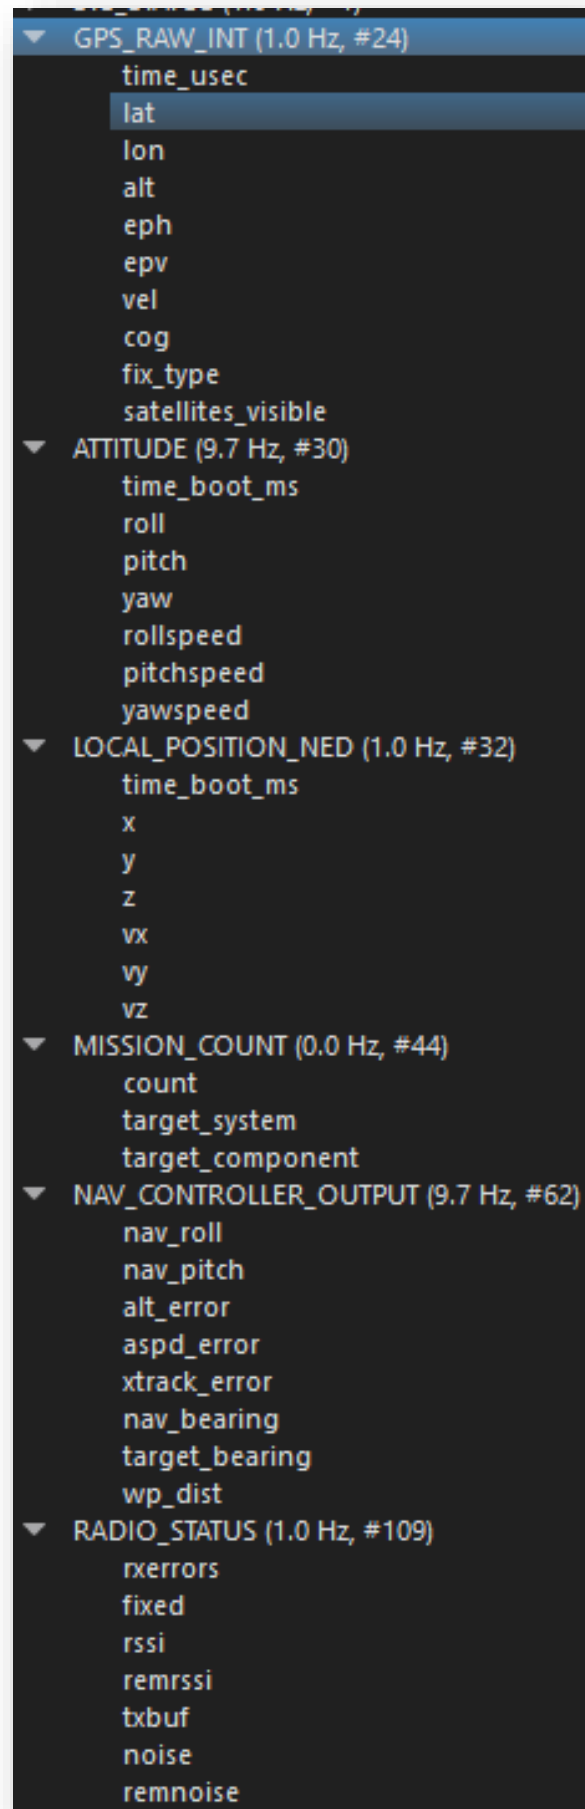 GPS_RAW_INT (1.0 Hz, #24)
time_usec
lat
lon
alt
eph
epv
vel
cog
fix_type
satellites_visible
ATTITUDE (9.7 Hz, #30)
time_boot_ms
roll
pitch
yaw
rollspeed
pitchspeed
yawspeed
LOCAL_POSITION_NED (1.0 Hz, #32)
time_boot_ms
x
y
z
vx
vy
vz
MISSION_COUNT (0.0 Hz, #44)
count
target_system
target_component
NAV_CONTROLLER_OUTPUT (9.7 Hz, #62)
nav_roll
nav_pitch
alt_error
aspd_error
xtrack_error
nav_bearing
target_bearing
wp_dist
RADIO_STATUS (1.0 Hz, #109)
rxerrors
fixed
rssi
remrssi
txbuf
noise
remnoise